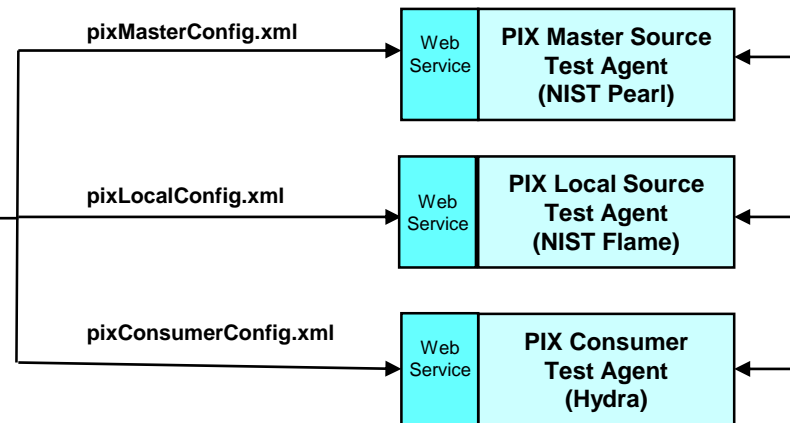 pixMasterConfig.xml
Web
Service
PIX Master Source
Test Agent
(NIST Pearl)
pixLocalConfig.xml
Web
Service
PIX Local Source
Test Agent
(NIST Flame)
pixConsumerConfig.xml
Web
Service
PIX Consumer
Test Agent
(Hydra)